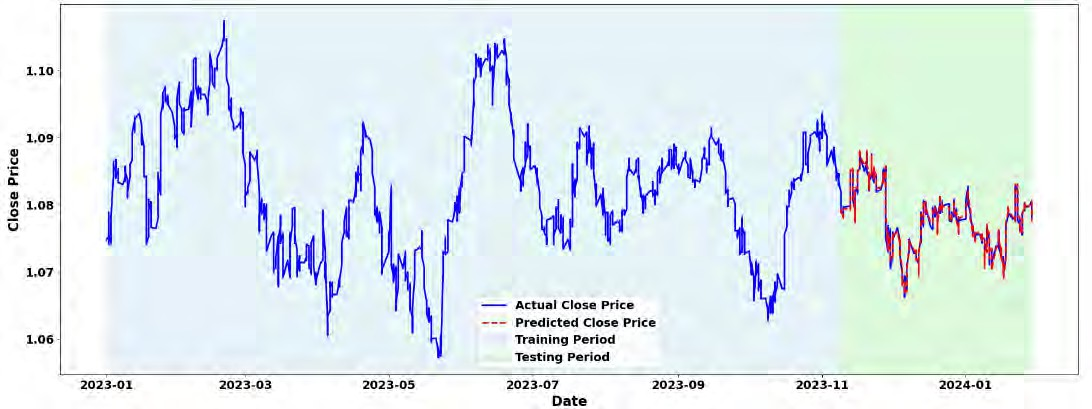 1.10
1.09
1.08
1.07
1.06
Close Price
Actual Close Price
Predicted Close Price
Training Period
Testing Period
2023-01 2023-03 2023-05 2023-07 2023-09 2023-11 2024-01
Date